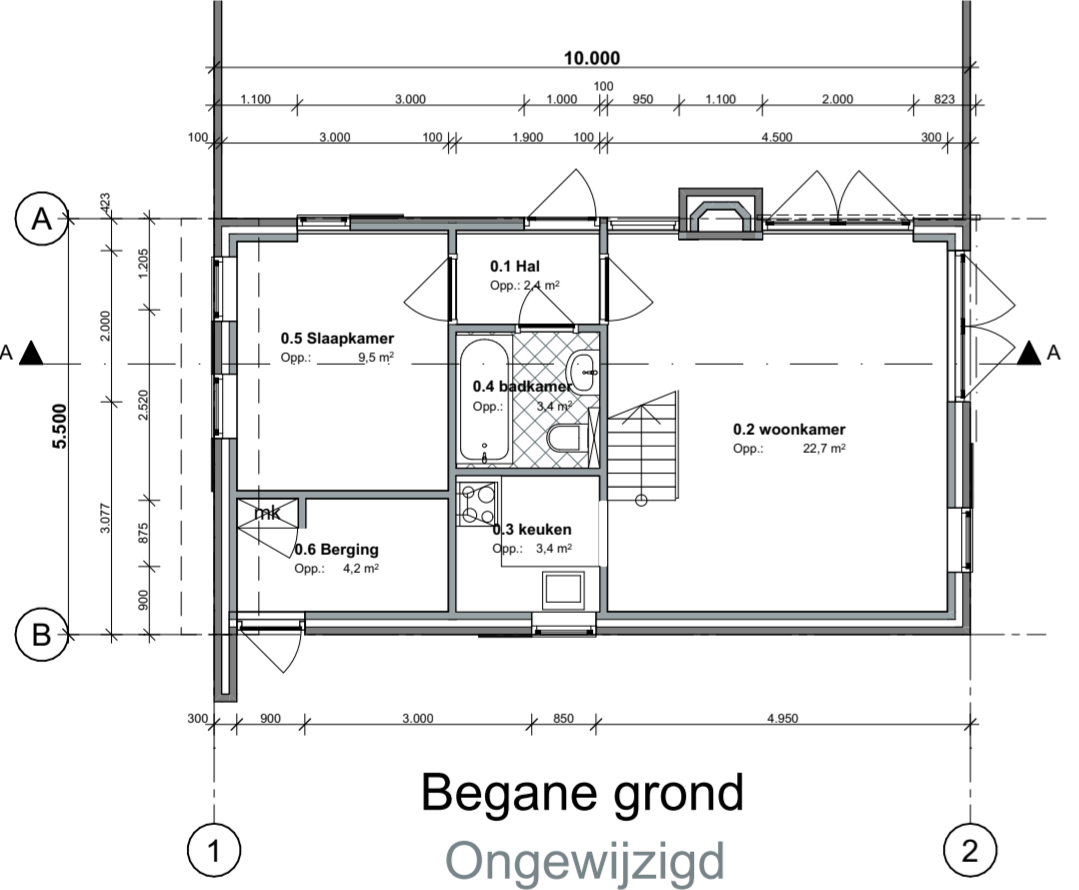 10.000
100
1.100 3.000 1.000 950 1.100 2.000 823
100 3.000 100 1.900 100 4.500 300
423
A
1.205
0.1 Hal
Opp.: 2,4 m²
2.000
0.5 Slaapkamer
Opp.: 9,5 m²
A
A
0.4 badkamer
Opp.: 3,4 m²
2.520
5.500
0.2 woonkamer
Opp.: 22,7 m²
3.077
mk
875
0.3 keuken
Opp.: 3,4 m²
0.6 Berging
Opp.: 4,2 m²
900
B
300 900 3.000 850 4.950
Begane grond
1
2
Ongewijzigd